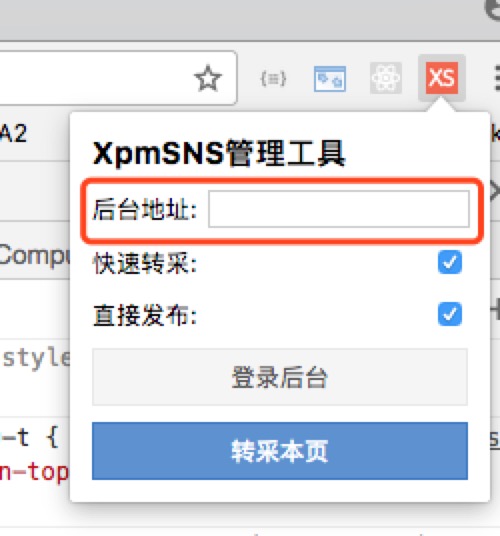 {≡}
XS
A2
XpmSNS管理工具
后台地址:
快速转采:
Compu
直接发布:
style
登录后台
-t {
转采本页
n-top